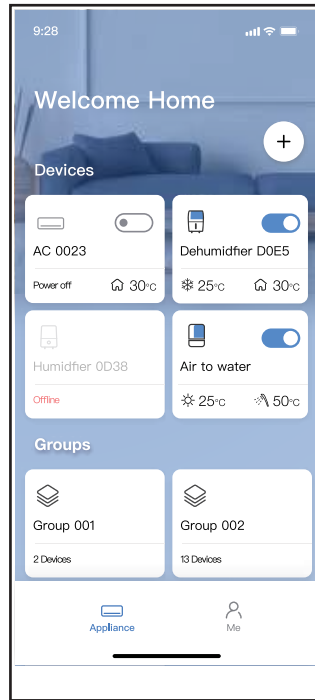 9:28
Welcome Home
+
Devices
AC 0023
Power off 30°C
Dehumidfier D0E5
25°C 30°C
Humidfier 0D38
Offline
Air to water
25°C 50°C
Groups
Group 001
2 Devices
Group 002
13 Devices
Appliance
Me